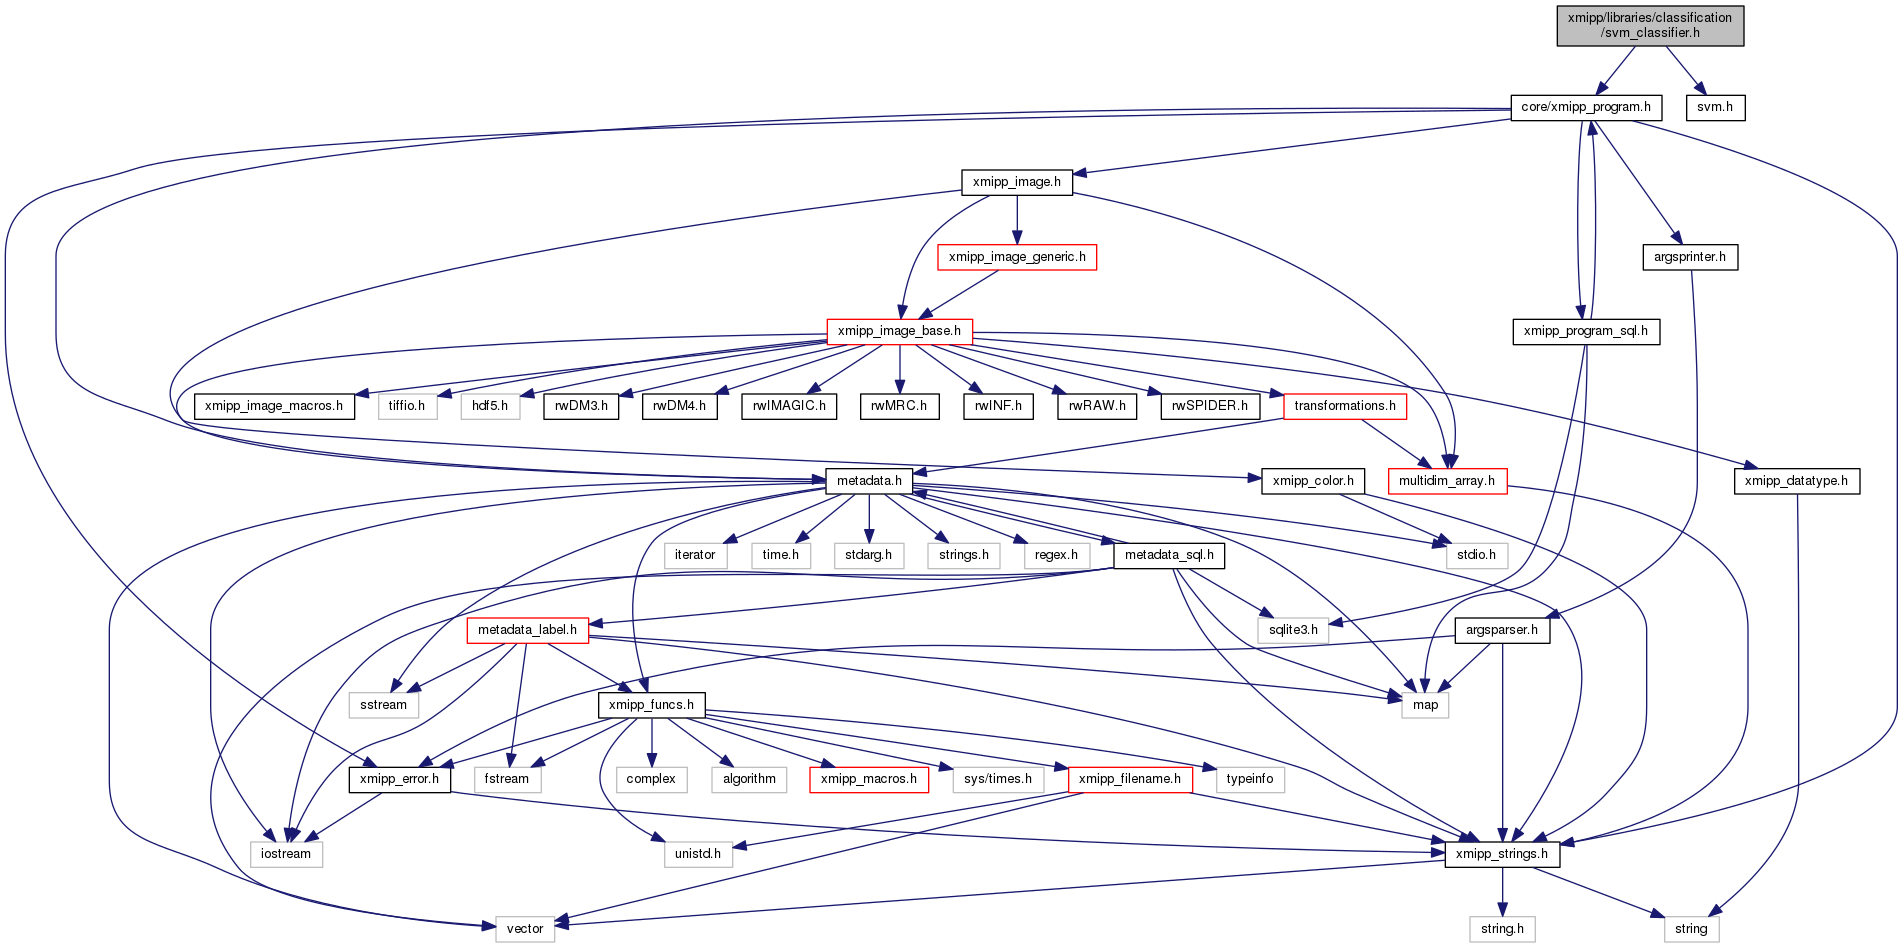 xmipp/libraries/classification
/svm_classifier.h
core/xmipp_program.h
svm.h
xmipp_image.h
xmipp_image_generic.h
argsprinter.h
xmipp_image_base.h
xmipp_program_sql.h
xmipp_image_macros.h
tiffio.h
hdf5.h
rwDM3.h
rwDM4.h
rwIMAGIC.h
rwMRC.h
rwINF.h
rwRAW.h
rwSPIDER.h
transformations.h
metadata.h
xmipp_color.h
multidim_array.h
xmipp_datatype.h
iterator
time.h
stdarg.h
strings.h
regex.h
metadata_sql.h
stdio.h
metadata_label.h
sqlite3.h
argsparser.h
sstream
xmipp_funcs.h
map
xmipp_error.h
fstream
complex
algorithm
xmipp_macros.h
sys/times.h
xmipp_filename.h
typeinfo
iostream
unistd.h
xmipp_strings.h
vector
string.h
string